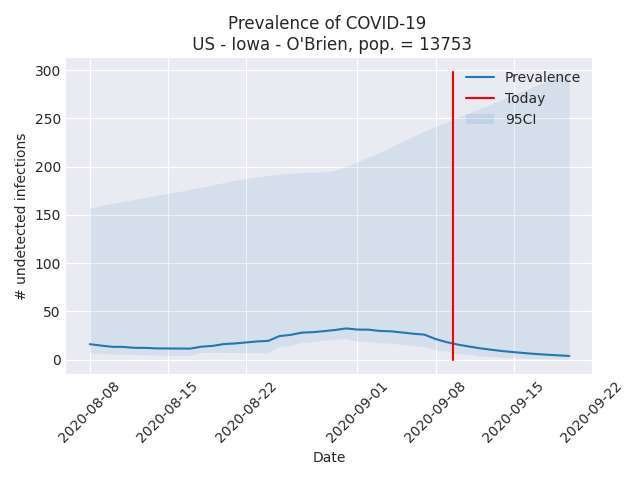 Prevalence of COVID-19
US - Iowa - O'Brien, pop. = 13753
Prevalence
Today
95CI
300
250
200
150
100
50
0
# undetected infections
2020-08-08
2020-08-15
2020-08-22
2020-09-01
2020-09-08
2020-09-15
2020-09-22
Date